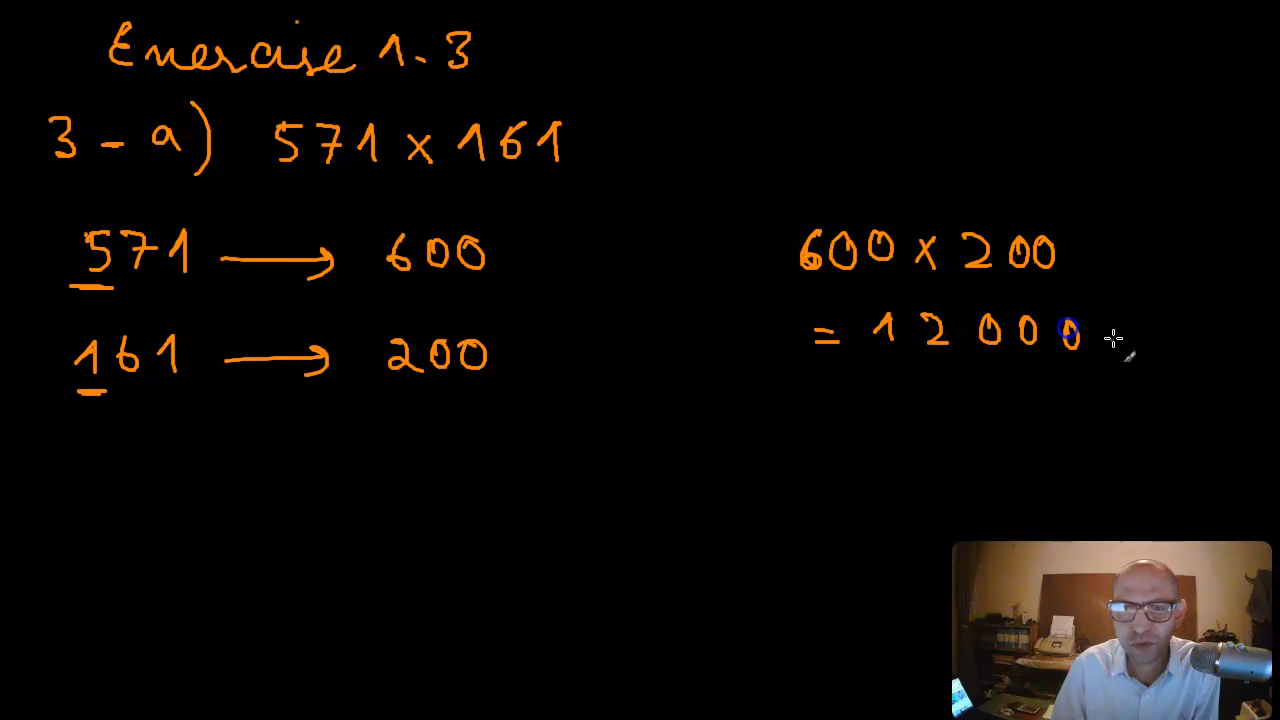 Exercise 1.3
3 - a) 571 × 161
571 → 600
161 → 200
600 × 200
= 12000